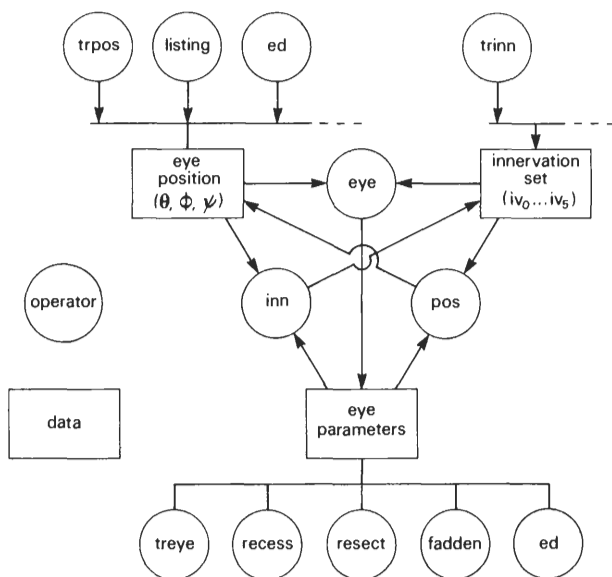 trpos
listing
ed
trinn
eye
position
(θ, Φ, ψ)
eye
innervation
set
(iv₀...iv₅)
operator
inn
pos
data
eye
parameters
treye
recess
resect
fadden
ed